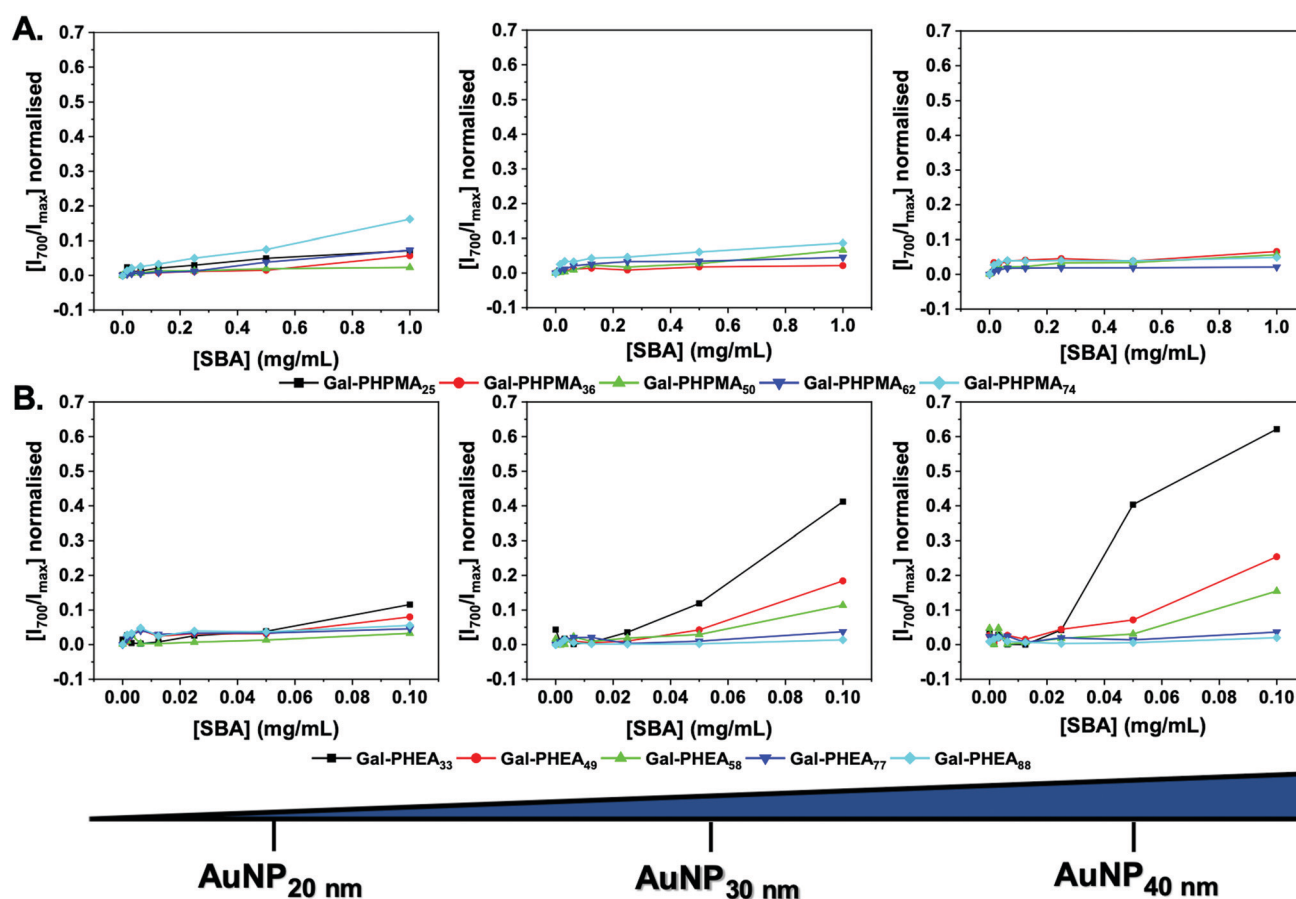 A.
[I700/Imax] normalised
0.7
0.6
0.5
0.4
0.3
0.2
0.1
0.0
-0.1
0.0 0.2 0.4 0.6 0.8 1.0
[SBA] (mg/mL)
[I700/Imax] normalised
0.7
0.6
0.5
0.4
0.3
0.2
0.1
0.0
-0.1
0.0 0.2 0.4 0.6 0.8 1.0
[SBA] (mg/mL)
[I700/Imax] normalised
0.7
0.6
0.5
0.4
0.3
0.2
0.1
0.0
-0.1
0.0 0.2 0.4 0.6 0.8 1.0
[SBA] (mg/mL)
Gal-PHPMA25 Gal-PHPMA36 Gal-PHPMA50 Gal-PHPMA62 Gal-PHPMA74
B.
[I700/Imax] normalised
0.7
0.6
0.5
0.4
0.3
0.2
0.1
0.0
-0.1
0.00 0.02 0.04 0.06 0.08 0.10
[SBA] (mg/mL)
[I700/Imax] normalised
0.7
0.6
0.5
0.4
0.3
0.2
0.1
0.0
-0.1
0.00 0.02 0.04 0.06 0.08 0.10
[SBA] (mg/mL)
[I700/Imax] normalised
0.7
0.6
0.5
0.4
0.3
0.2
0.1
0.0
-0.1
0.00 0.02 0.04 0.06 0.08 0.10
[SBA] (mg/mL)
Gal-PHEA33 Gal-PHEA49 Gal-PHEA58 Gal-PHEA77 Gal-PHEA88
AuNP20 nm AuNP30 nm AuNP40 nm